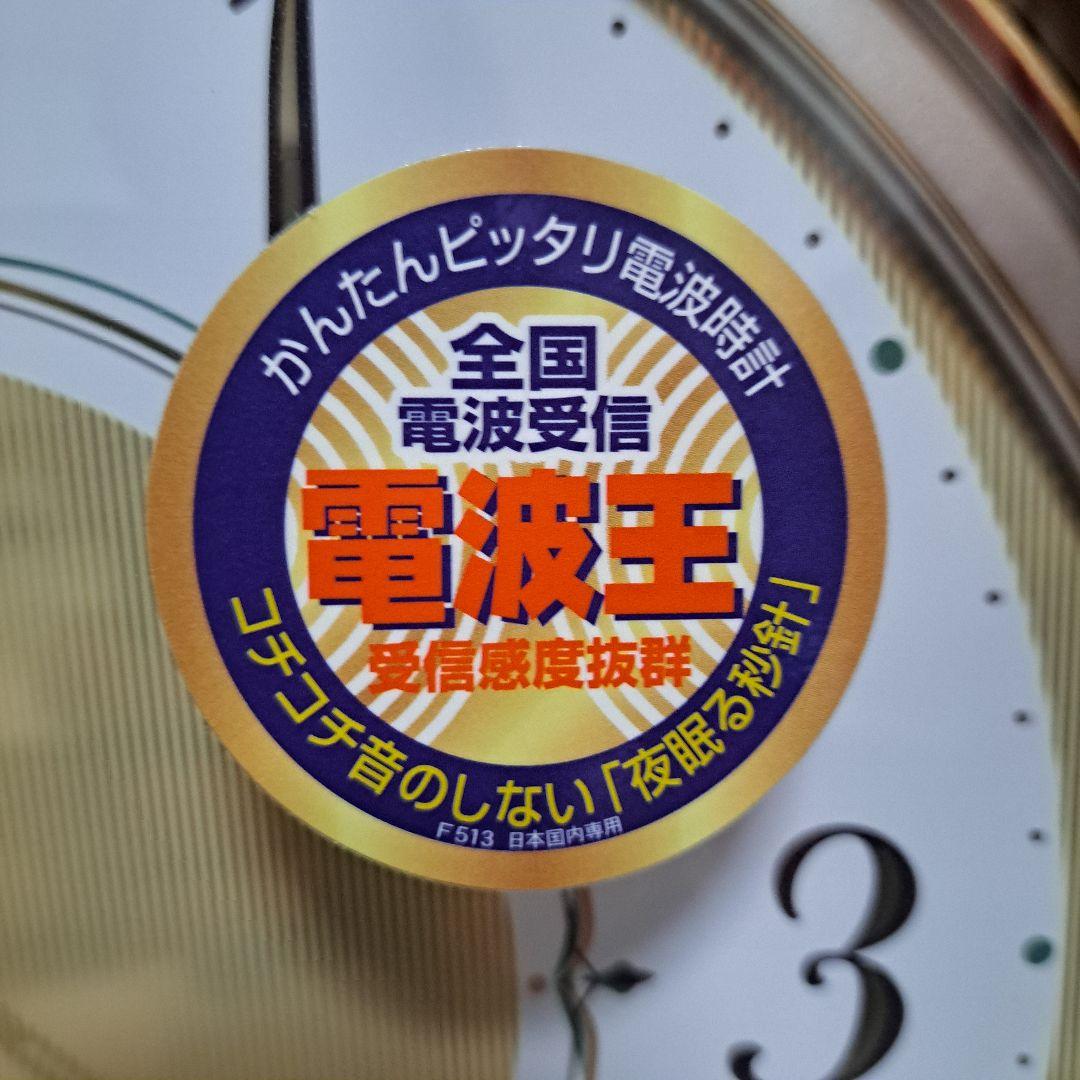 かんたんピッタリ電波時計
全国
電波受信
電波王
受信感度抜群
コチコチ音のしない「夜眠る秒針」
F513 日本国内専用
3